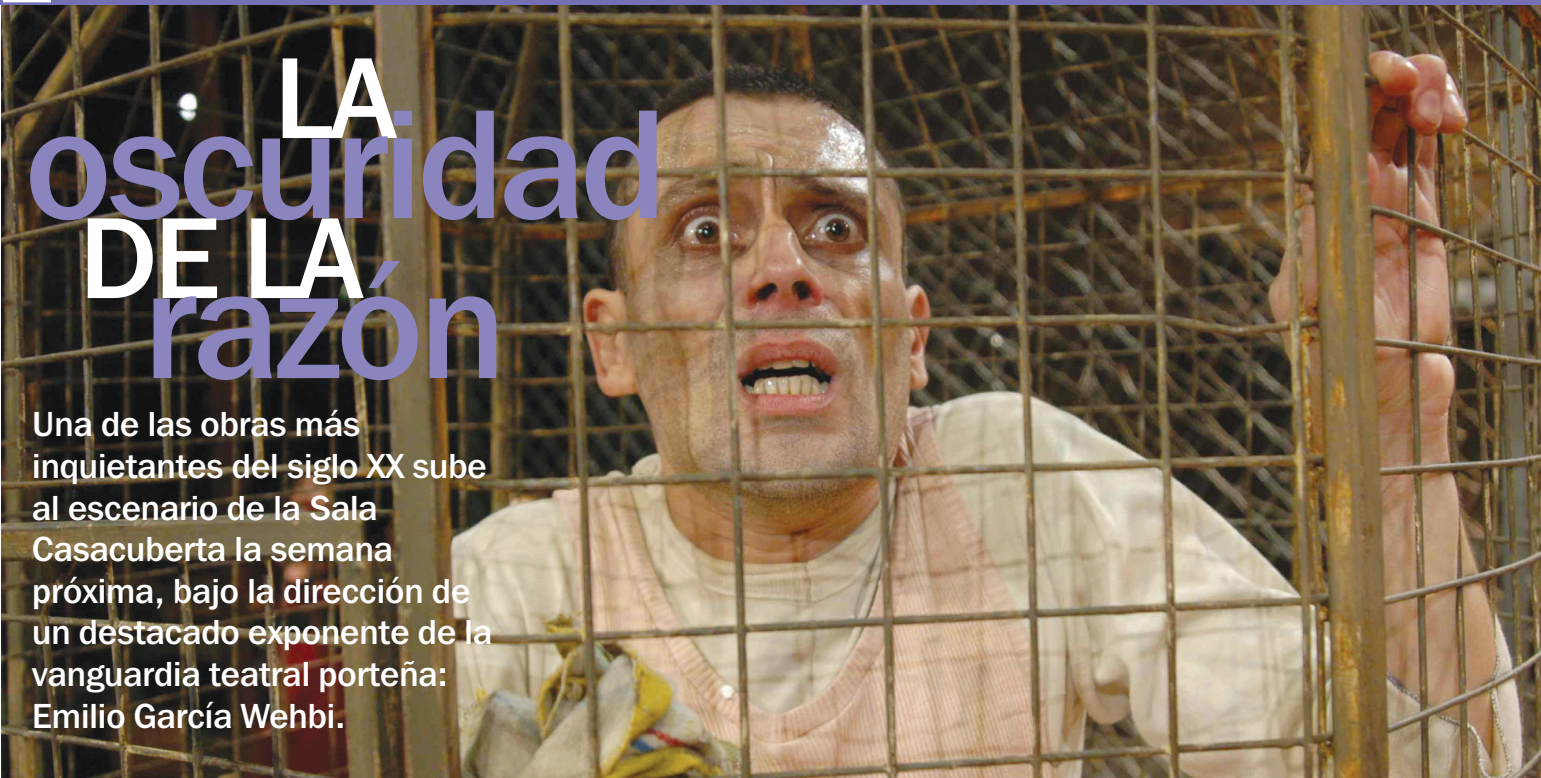 LA
oscuridad
DE LA
razón
Una de las obras más
inquietantes del siglo XX sube
al escenario de la Sala
Casacuberta la semana
próxima, bajo la dirección de
un destacado exponente de la
vanguardia teatral porteña:
Emilio García Wehbi.